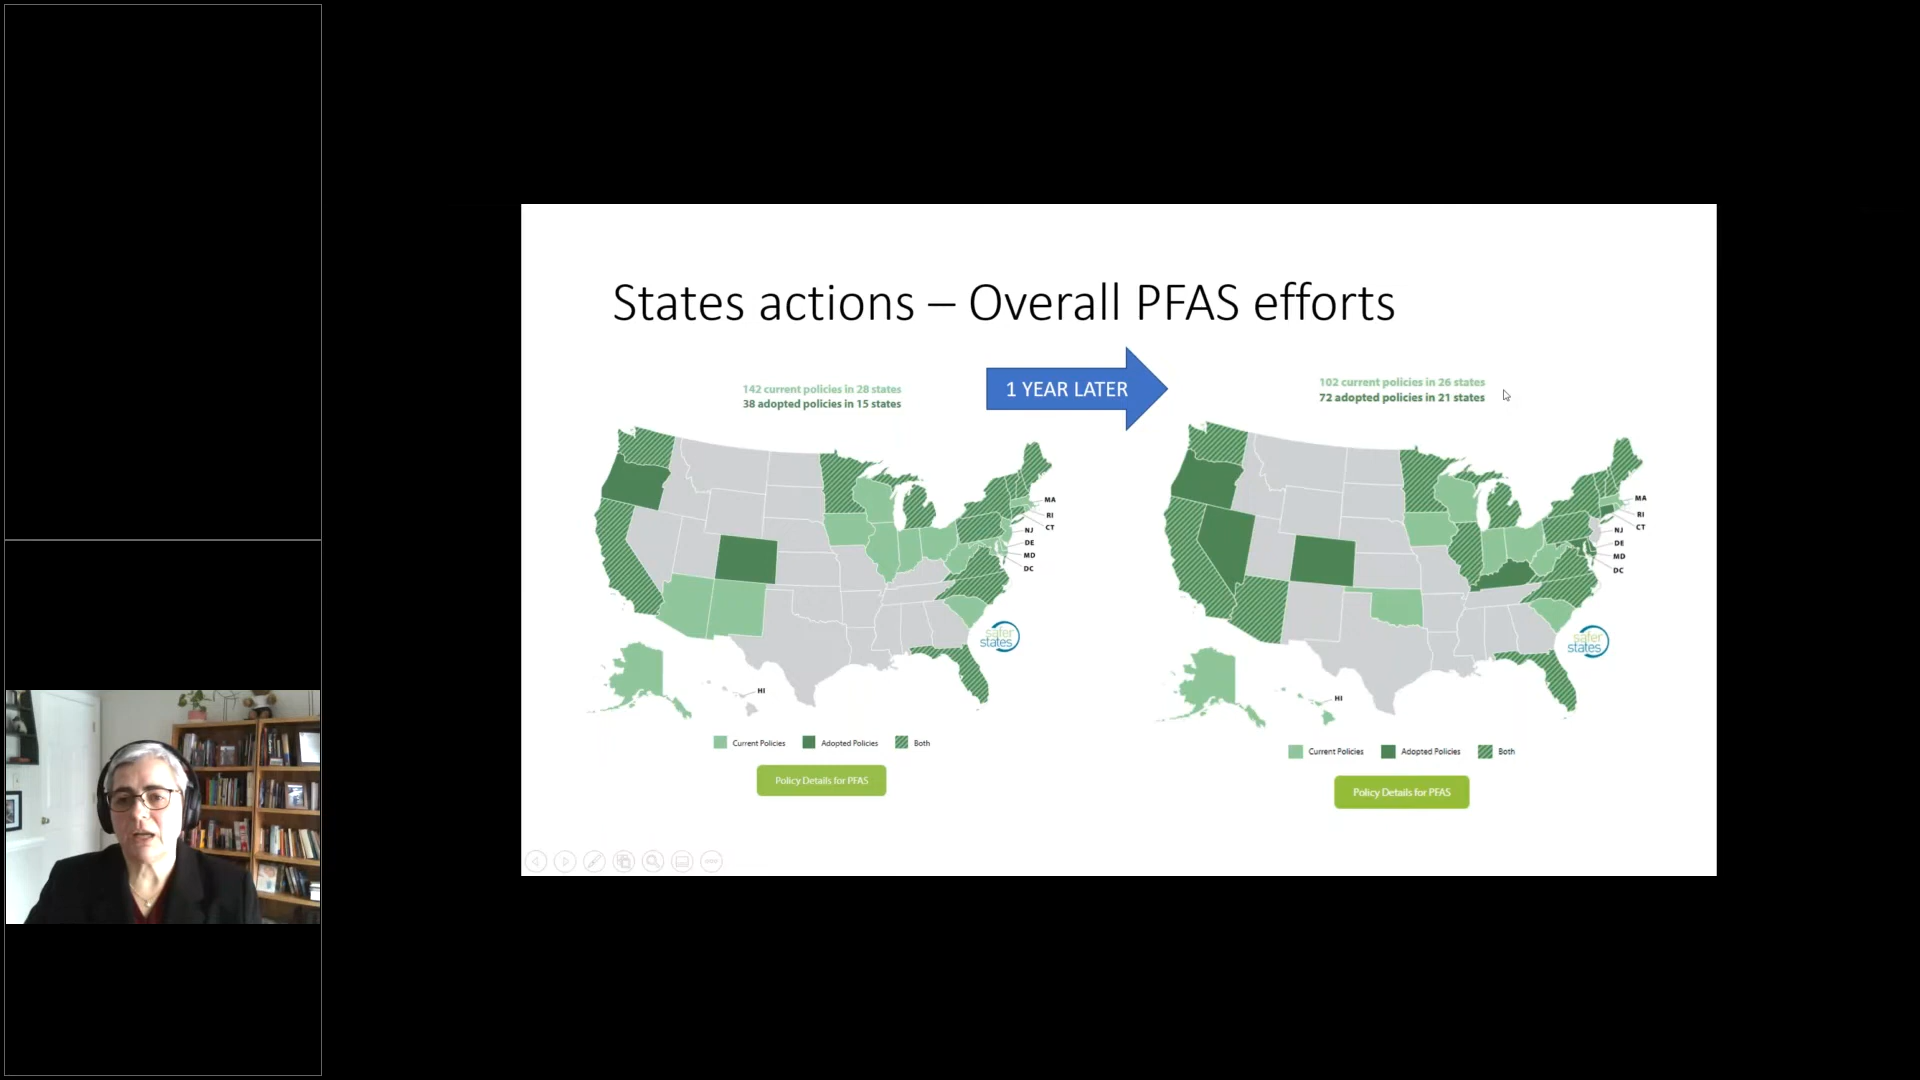 States actions – Overall PFAS efforts
142 current policies in 28 states
38 adopted policies in 15 states
1 YEAR LATER
102 current policies in 26 states
72 adopted policies in 21 states
MA
RI
CT
NJ
DE
MD
DC
HI
safer
states
Current Policies
Adopted Policies
Both
Policy Details for PFAS
MA
RI
CT
NJ
DE
MD
DC
HI
safer
states
Current Policies
Adopted Policies
Both
Policy Details for PFAS